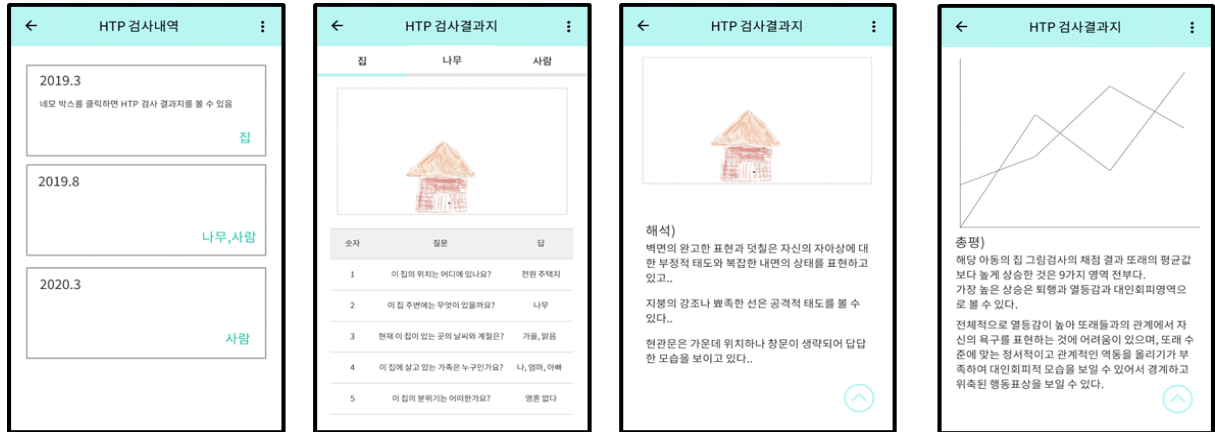 HTP 검사내역
2019.3
네모 박스를 클릭하면 HTP 검사 결과지를 볼 수 있음
집
2019.8
나무,사람
2020.3
사람
HTP 검사결과지
집 나무 사람
숫자 질문 답
1 이 집의 위치는 어디에 있나요? 전원 주택지
2 이 집 주변에는 무엇이 있을까요? 나무
3 현재 이 집이 있는 곳의 날씨와 계절은? 가을, 맑음
4 이 집에 살고 있는 가족은 누구인가요? 나, 엄마, 아빠
5 이 집의 분위기는 어떠한가요? 영혼 없다
HTP 검사결과지
해석)
벽면의 완고한 표현과 덧칠은 자신의 자아상에 대
한 부정적 태도와 복잡한 내면의 상태를 표현하고
있고..
지붕의 강조나 뾰족한 선은 공격적 태도를 볼 수
있다..
현관문은 가운데 위치하나 창문이 생략되어 답답
한 모습을 보이고 있다..
HTP 검사결과지
총평)
해당 아동의 집 그림검사의 채점 결과 또래의 평균값
보다 높게 상승한 것은 9가지 영역 전부다.
가장 높은 상승은 퇴행과 열등감과 대인회피영역으
로 볼 수 있다.
전체적으로 열등감이 높아 또래들과의 관계에서 자
신의 욕구를 표현하는 것에 어려움이 있으며, 또래 수
준에 맞는 정서적이고 관계적인 역동을 올리기가 부
족하여 대인회피적 모습을 보일 수 있어서 경계하고
위축된 행동표상을 보일 수 있다.